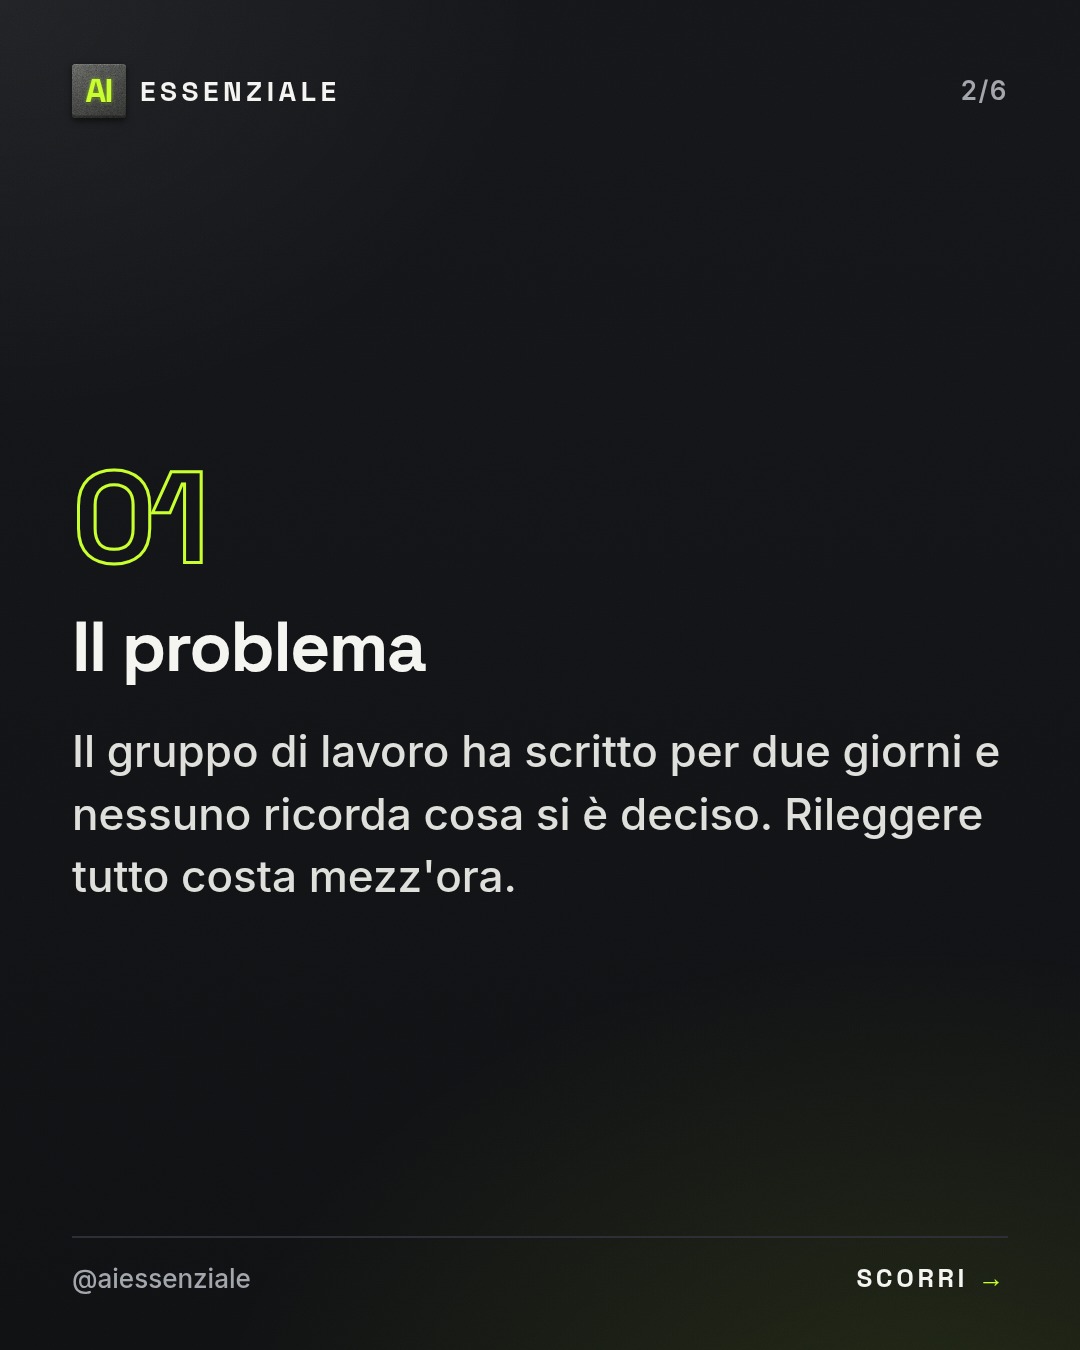 AI ESSENZIALE
2/6
01
Il problema
Il gruppo di lavoro ha scritto per due giorni e
nessuno ricorda cosa si è deciso. Rileggere
tutto costa mezz'ora.
@aiessenziale
SCORRI →